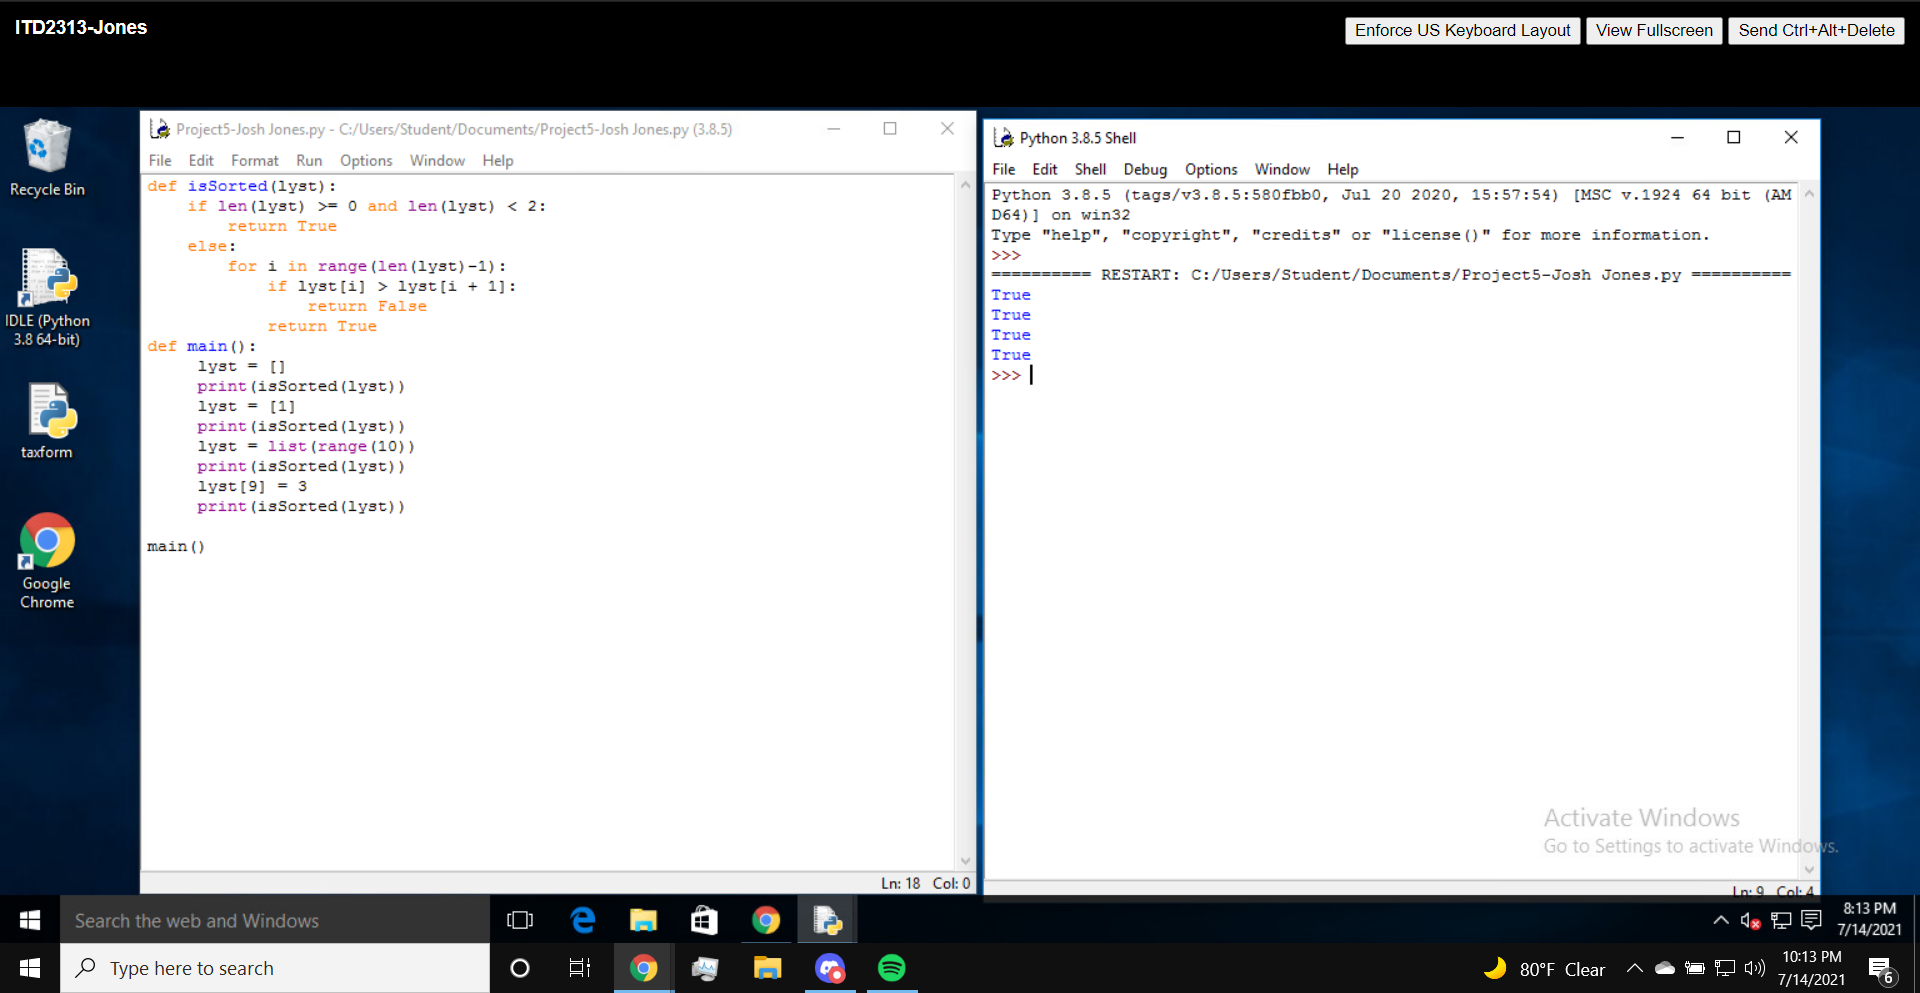 ITD2313-Jones
Enforce US Keyboard Layout View Fullscreen Send Ctrl+Alt+Delete
Recycle Bin
IDLE (Python
3.8 64-bit)
taxform
Google
Chrome
Project5-Josh Jones.py - C:/Users/Student/Documents/Project5-Josh Jones.py (3.8.5)
File Edit Format Run Options Window Help
def isSorted(lyst):
    if len(lyst) >= 0 and len(lyst) < 2:
        return True
    else:
        for i in range(len(lyst)-1):
            if lyst[i] > lyst[i + 1]:
                return False
            return True
def main():
     lyst = []
     print(isSorted(lyst))
     lyst = [1]
     print(isSorted(lyst))
     lyst = list(range(10))
     print(isSorted(lyst))
     lyst[9] = 3
     print(isSorted(lyst))
main()
Ln: 18 Col: 0
Python 3.8.5 Shell
File Edit Shell Debug Options Window Help
Python 3.8.5 (tags/v3.8.5:580fbb0, Jul 20 2020, 15:57:54) [MSC v.1924 64 bit (AM
D64)] on win32
Type "help", "copyright", "credits" or "license()" for more information.
>>>
========== RESTART: C:/Users/Student/Documents/Project5-Josh Jones.py ==========
True
True
True
True
>>>
Activate Windows
Go to Settings to activate Windows.
Ln: 9 Col: 4
Search the web and Windows
8:13 PM
7/14/2021
Type here to search
80°F Clear
10:13 PM
7/14/2021
6